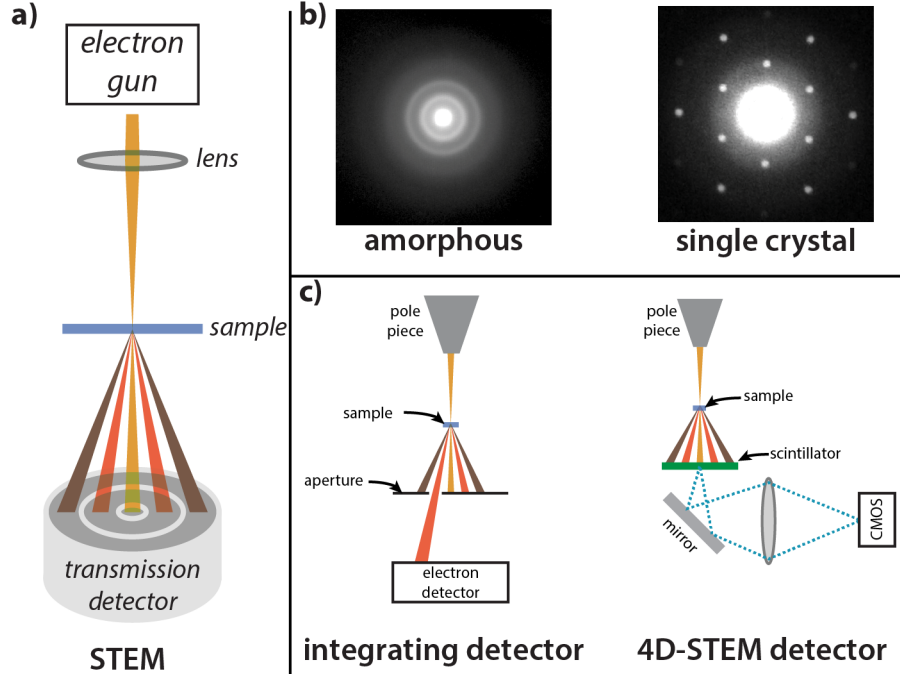 a)
electron
gun
lens
sample
transmission
detector
STEM
b)
amorphous
single crystal
c)
pole
piece
sample
aperture
electron
detector
integrating detector
pole
piece
sample
scintillator
mirror
CMOS
4D-STEM detector